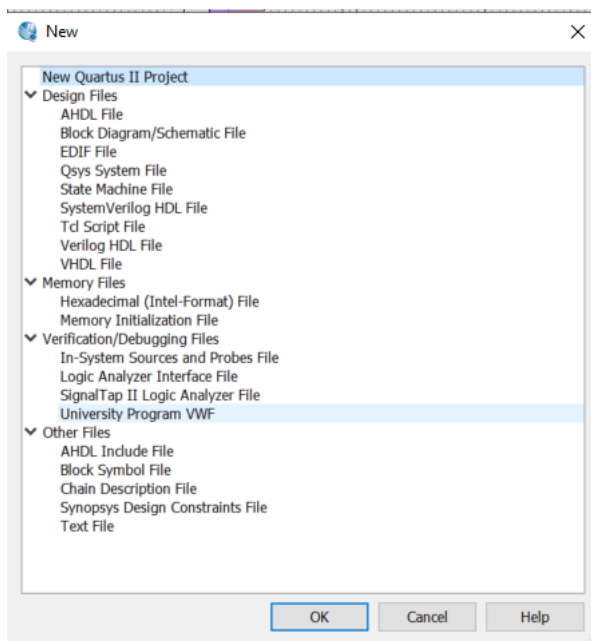 New
New Quartus II Project
Design Files
AHDL File
Block Diagram/Schematic File
EDIF File
Qsys System File
State Machine File
SystemVerilog HDL File
Tcl Script File
Verilog HDL File
VHDL File
Memory Files
Hexadecimal (Intel-Format) File
Memory Initialization File
Verification/Debugging Files
In-System Sources and Probes File
Logic Analyzer Interface File
SignalTap II Logic Analyzer File
University Program VWF
Other Files
AHDL Include File
Block Symbol File
Chain Description File
Synopsys Design Constraints File
Text File
OK Cancel Help